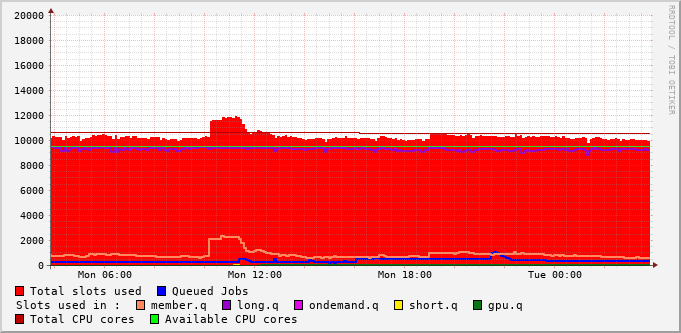 RRDTOOL / TOBI OETIKER
20000
18000
16000
14000
12000
10000
8000
6000
4000
2000
0
Mon 06:00 Mon 12:00 Mon 18:00 Tue 00:00
Total slots used Queued Jobs
Slots used in : member.q long.q ondemand.q short.q gpu.q
Total CPU cores Available CPU cores